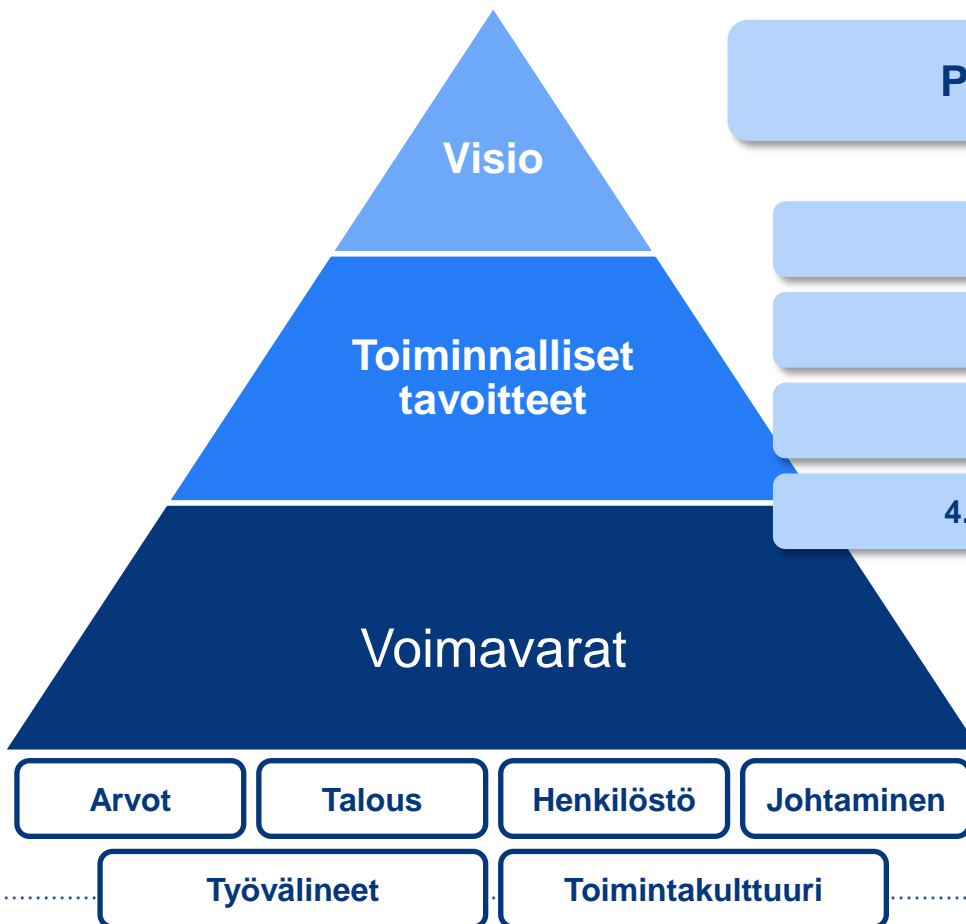 P
Visio
Toiminnalliset
tavoitteet
4.
Voimavarat
Arvot
Talous
Henkilöstö
Johtaminen
Työvälineet
Toimintakulttuuri